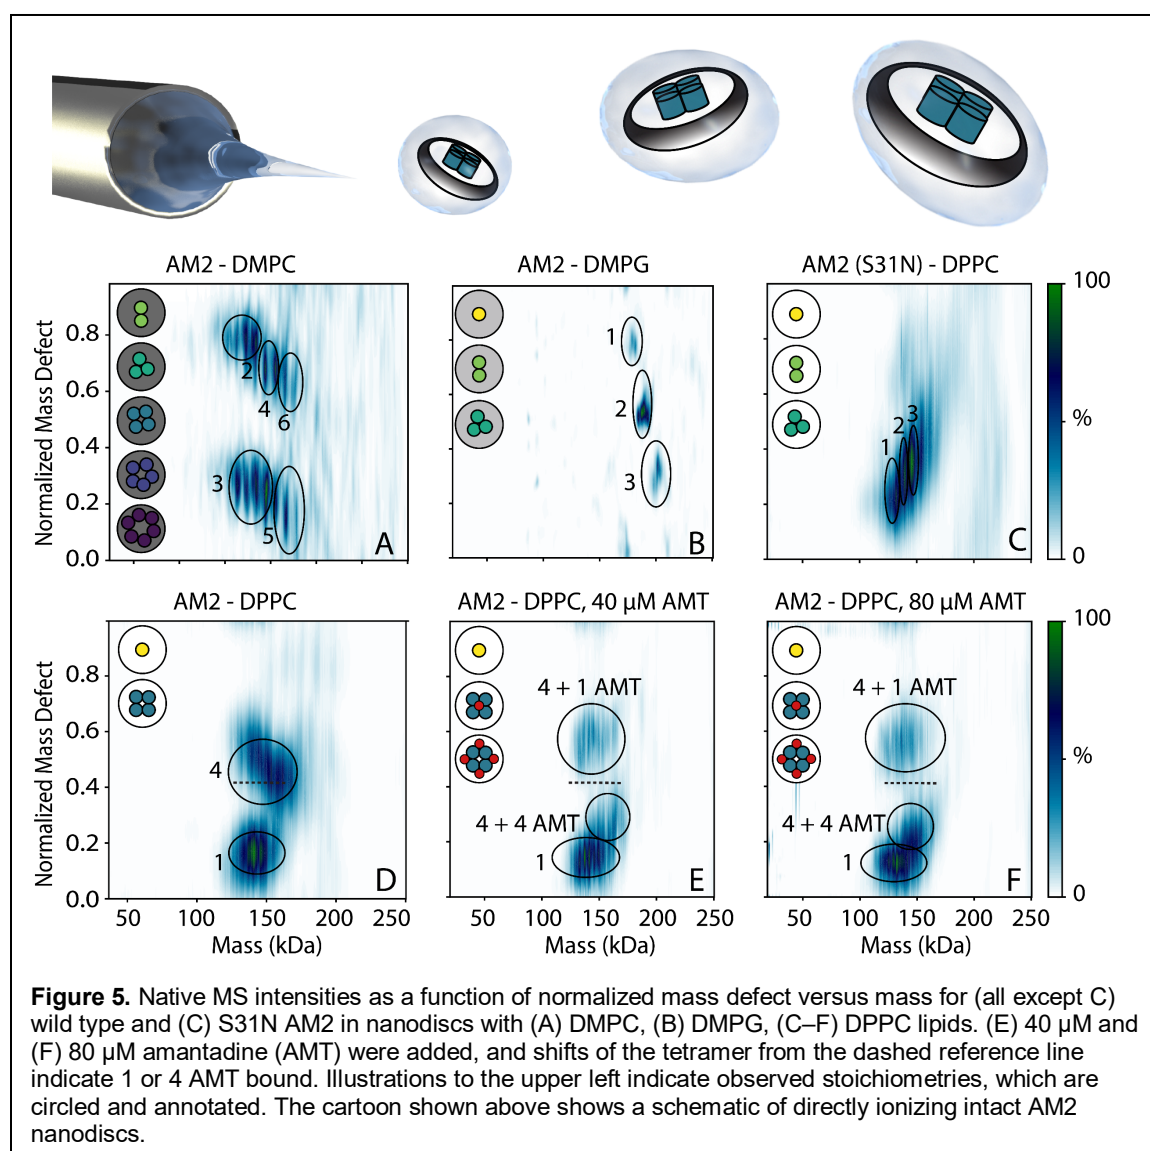 AM2 - DMPC
AM2 - DMPG
AM2 (S31N) - DPPC
Normalized Mass Defect
0.8
0.6
0.4
0.2
0.0
2
4
6
3
5
A
1
2
3
B
1
2
3
C
100
%
0
AM2 - DPPC
AM2 - DPPC, 40 µM AMT
AM2 - DPPC, 80 µM AMT
Normalized Mass Defect
0.8
0.6
0.4
0.2
0.0
4
1
D
4 + 1 AMT
4 + 4 AMT
1
E
4 + 1 AMT
4 + 4 AMT
1
F
100
%
0
50 100 150 200 250
Mass (kDa)
50 100 150 200 250
Mass (kDa)
50 100 150 200 250
Mass (kDa)
Figure 5. Native MS intensities as a function of normalized mass defect versus mass for (all except C)
wild type and (C) S31N AM2 in nanodiscs with (A) DMPC, (B) DMPG, (C–F) DPPC lipids. (E) 40 µM and
(F) 80 µM amantadine (AMT) were added, and shifts of the tetramer from the dashed reference line
indicate 1 or 4 AMT bound. Illustrations to the upper left indicate observed stoichiometries, which are
circled and annotated. The cartoon shown above shows a schematic of directly ionizing intact AM2
nanodiscs.